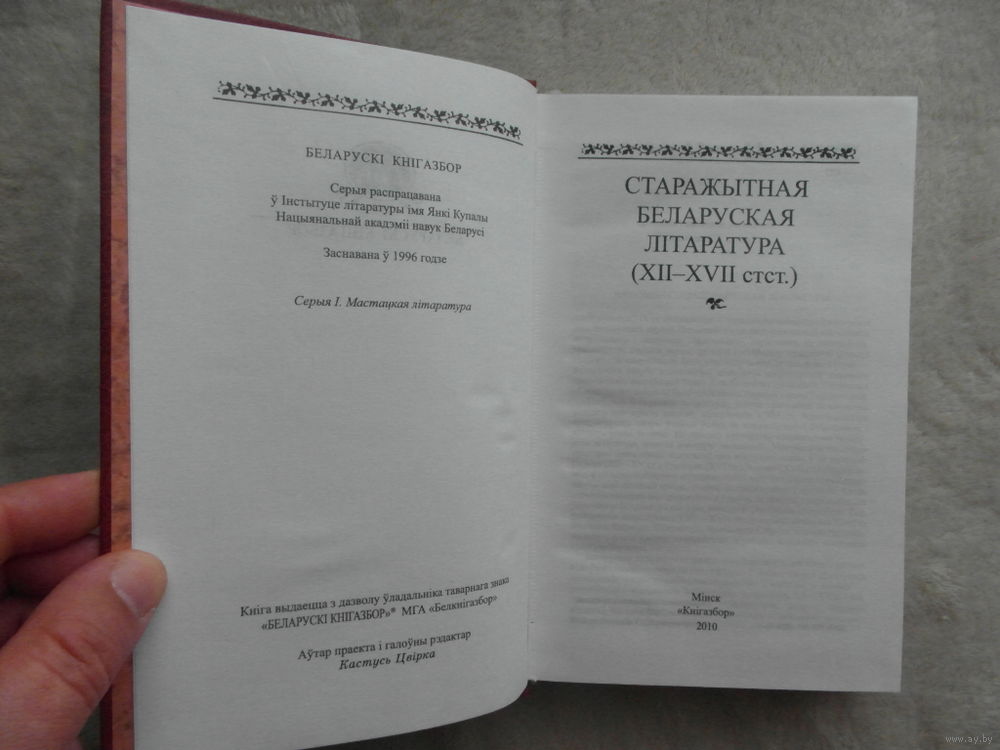 БЕЛАРУСКІ КНІГАЗБОР
Серыя распрацавана
ў Інстытуце літаратуры імя Янкі Купалы
Нацыянальнай акадэміі навук Беларусі
Заснавана ў 1996 годзе
Серыя І. Мастацкая літаратура
Кніга выдаецца з дазволу ўладальніка таварнага знака
«БЕЛАРУСКІ КНІГАЗБОР»® МГА «Белкнігазбор»
Аўтар праекта і галоўны рэдактар
Кастусь Цвірка
СТАРАЖЫТНАЯ
БЕЛАРУСКАЯ
ЛІТАРАТУРА
(XII–XVII стст.)
Мінск
«Кнігазбор»
2010
www.ay.by